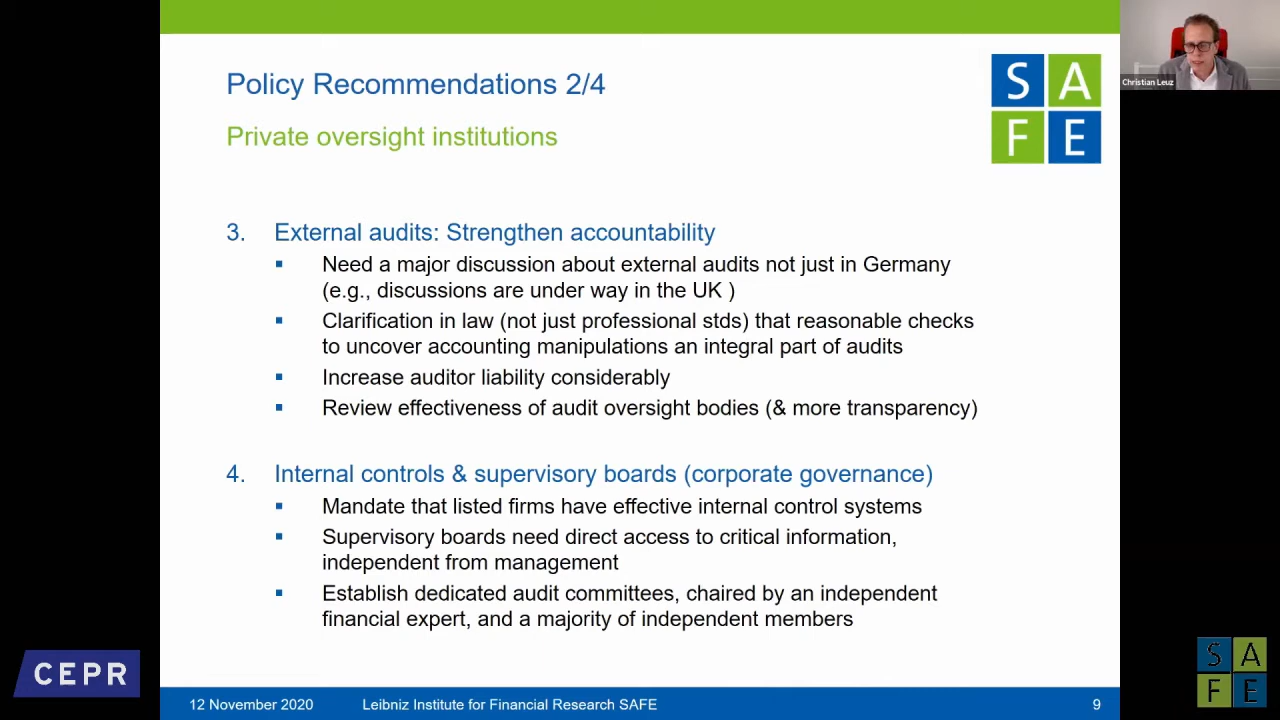 Policy Recommendations 2/4
Private oversight institutions
S A
F E
Christian Leuz
3. External audits: Strengthen accountability
▪ Need a major discussion about external audits not just in Germany
(e.g., discussions are under way in the UK )
▪ Clarification in law (not just professional stds) that reasonable checks
to uncover accounting manipulations an integral part of audits
▪ Increase auditor liability considerably
▪ Review effectiveness of audit oversight bodies (& more transparency)
4. Internal controls & supervisory boards (corporate governance)
▪ Mandate that listed firms have effective internal control systems
▪ Supervisory boards need direct access to critical information,
independent from management
▪ Establish dedicated audit committees, chaired by an independent
financial expert, and a majority of independent members
CEPR
S A
F E
12 November 2020 Leibniz Institute for Financial Research SAFE 9